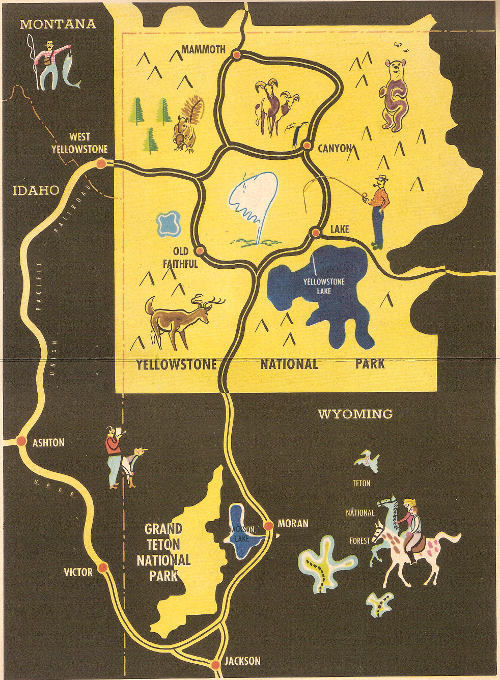 MONTANA
MAMMOTH
WEST
YELLOWSTONE
CANYON
IDAHO
LAKE
OLD
FAITHFUL
YELLOWSTONE
LAKE
UNION PACIFIC RAILROAD
YELLOWSTONE NATIONAL PARK
WYOMING
ASHTON
TETON
NATIONAL
FOREST
GRAND
TETON
NATIONAL
PARK
JACKSON
LAKE
MORAN
VICTOR
JACKSON